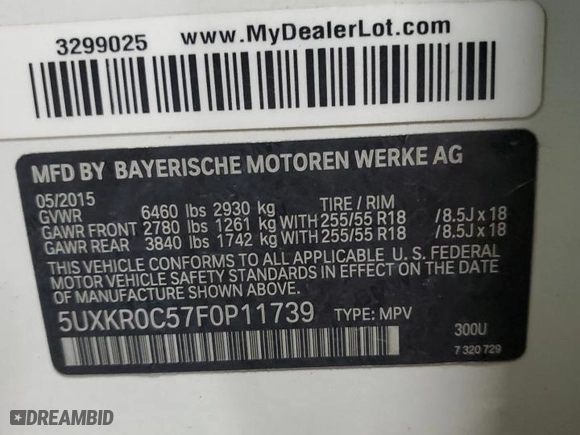 3299025 www.MyDealerLot.com
MFD BY BAYERISCHE MOTOREN WERKE AG
05/2015 TIRE / RIM
GVWR 6460 lbs 2930 kg
GAWR FRONT 2780 lbs 1261 kg WITH 255/55 R18 /8.5J x 18
GAWR REAR 3840 lbs 1742 kg WITH 255/55 R18 /8.5J x 18
THIS VEHICLE CONFORMS TO ALL APPLICABLE U. S. FEDERAL
MOTOR VEHICLE SAFETY STANDARDS IN EFFECT ON THE DATE OF
MANUFACTURE SHOWN ABOVE.
5UXKR0C57F0P11739 TYPE: MPV
300U
7 320 729
DREAMBID